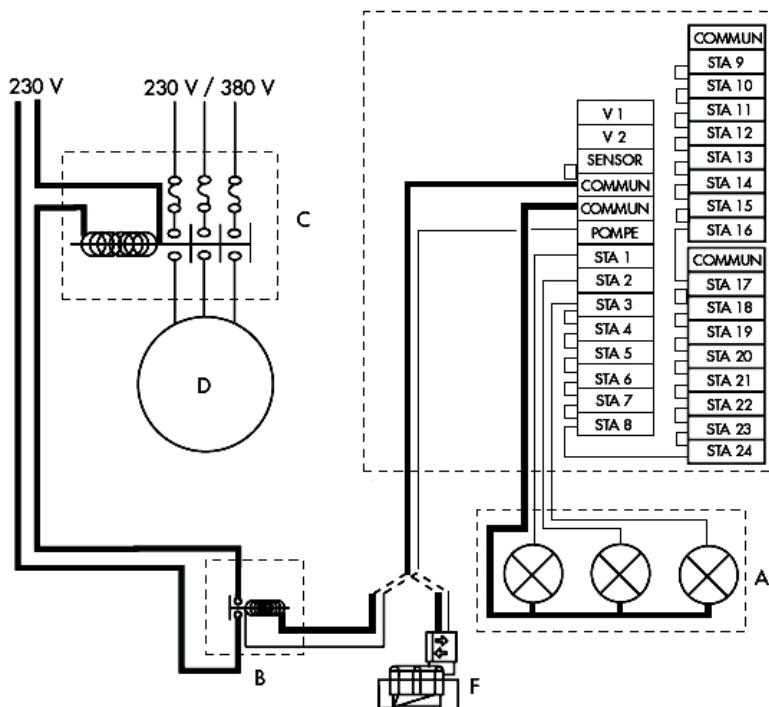 230 V
230 V / 380 V
C
D
B
V 1
V 2
SENSOR
COMMUN
COMMUN
POMPE
STA 1
STA 2
STA 3
STA 4
STA 5
STA 6
STA 7
STA 8
COMMUN
STA 9
STA 10
STA 11
STA 12
STA 13
STA 14
STA 15
STA 16
COMMUN
STA 17
STA 18
STA 19
STA 20
STA 21
STA 22
STA 23
STA 24
A
F